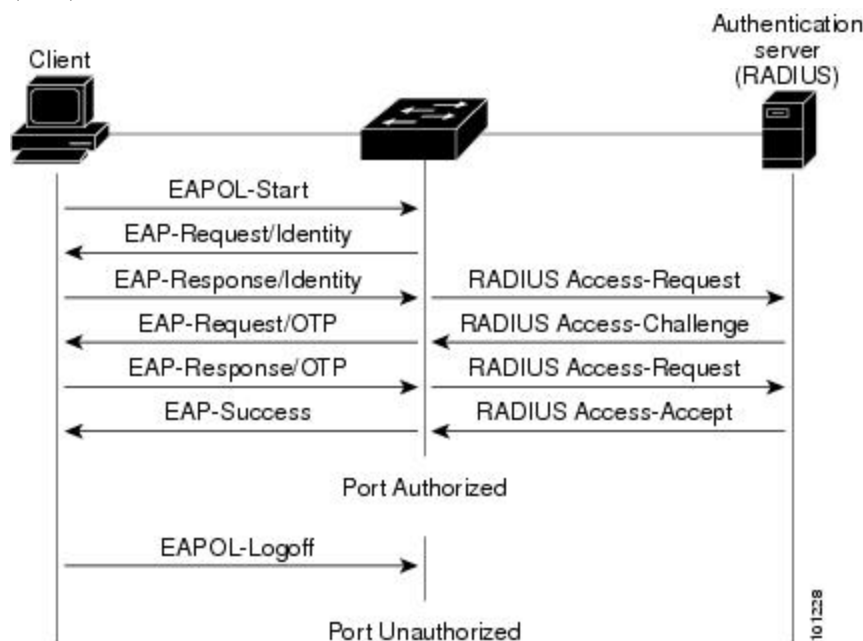 Authentication
server
(RADIUS)
Client
EAPOL-Start
EAP-Request/Identity
EAP-Response/Identity
RADIUS Access-Request
EAP-Request/OTP
RADIUS Access-Challenge
EAP-Response/OTP
RADIUS Access-Request
EAP-Success
RADIUS Access-Accept
Port Authorized
EAPOL-Logoff
Port Unauthorized
101228